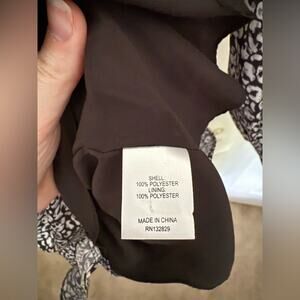 SHELL:
100% POLYESTER
LINING:
100% POLYESTER
MADE IN CHINA
RN132829